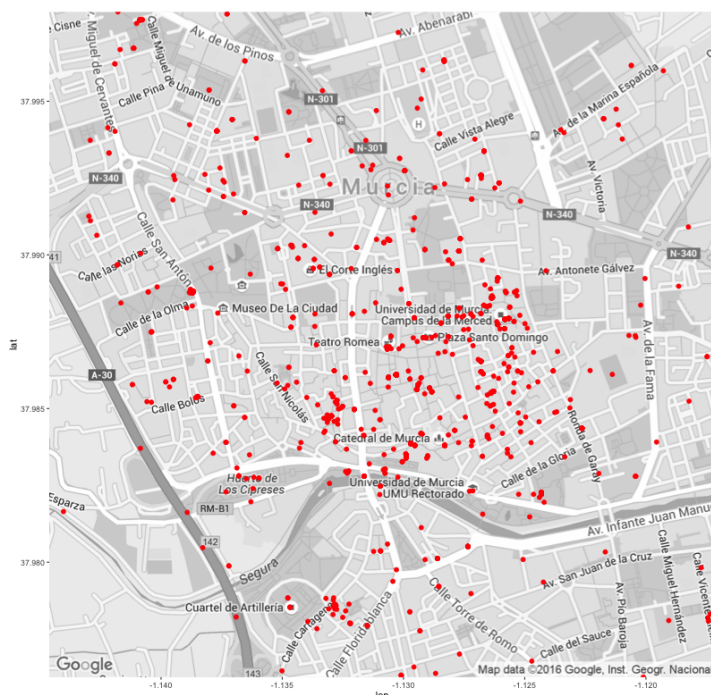 e Cisne
Av. de los Pinos
Av. Abenarabi
Miguel de Cervantes
Calle Miguel de Unamuno
Calle Pina
N-301
Av. de la Marina Española
37.995
H
Calle Vista Alegre
N-301
N-340
Murcia
Av. Victoria
N-340
N-340
Calle San Antón
N-340
37.990
41
Calle las Norias
El Corte Inglés
Av. Antonete Gálvez
Calle de la Olma
Museo De La Ciudad
Universidad de Murcia.
Campus de la Merced
Teatro Romea
Plaza Santo Domingo
lat
Av. de la Fama
A-30
Calle San Nicolás
37.985
Calle Bolos
Catedral de Murcia
Ronda de Garay
Calle de la Gloria
Huerto de
Los Cipreses
Universidad de Murcia
UMU Rectorado
Esparza
RM-B1
Av. Infante Juan Manu
142
37.980
Segura
Av. San Juan de la Cruz
Calle Miguel Hernández
Calle Vicente
Cuartel de Artillería
Calle Cartagena
Calle Floridablanca
Calle Torre de Romo
Av. Pío Baroja
Calle del Sauce
Google
143
Map data ©2016 Google, Inst. Geogr. Nacional
-1.140
-1.135
-1.130
-1.125
-1.120
lon